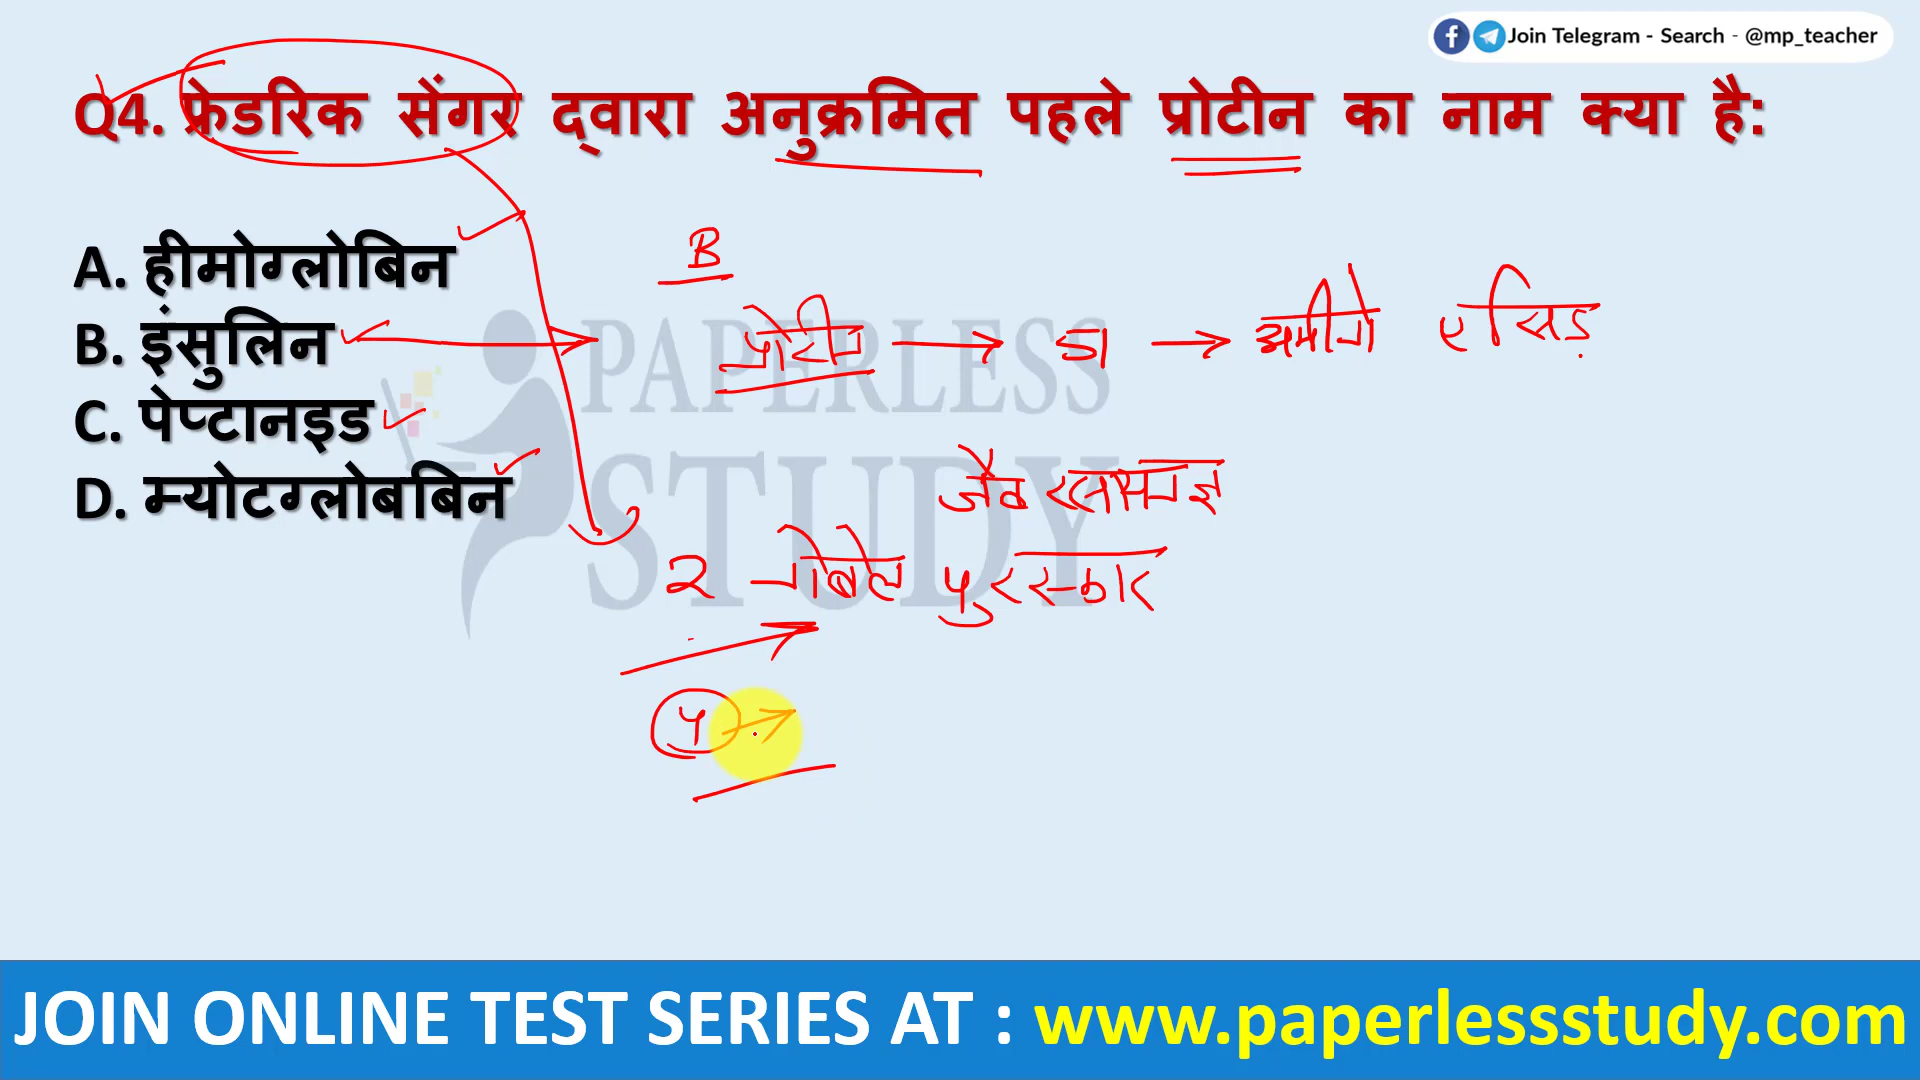 Join Telegram - Search - @mp_teacher
Q4. फ्रेडरिक सेंगर द्वारा अनुक्रमित पहले प्रोटीन का नाम क्या है:
A. हीमोग्लोबिन
B. इंसुलिन
C. पेप्टानइड
D. म्योटग्लोबबिन
B
अमीनो एसिड
PAPERLESS
STUDY
जैव रसायनज्ञ
2 नोबेल पुरस्कार
JOIN ONLINE TEST SERIES AT : www.paperlessstudy.com